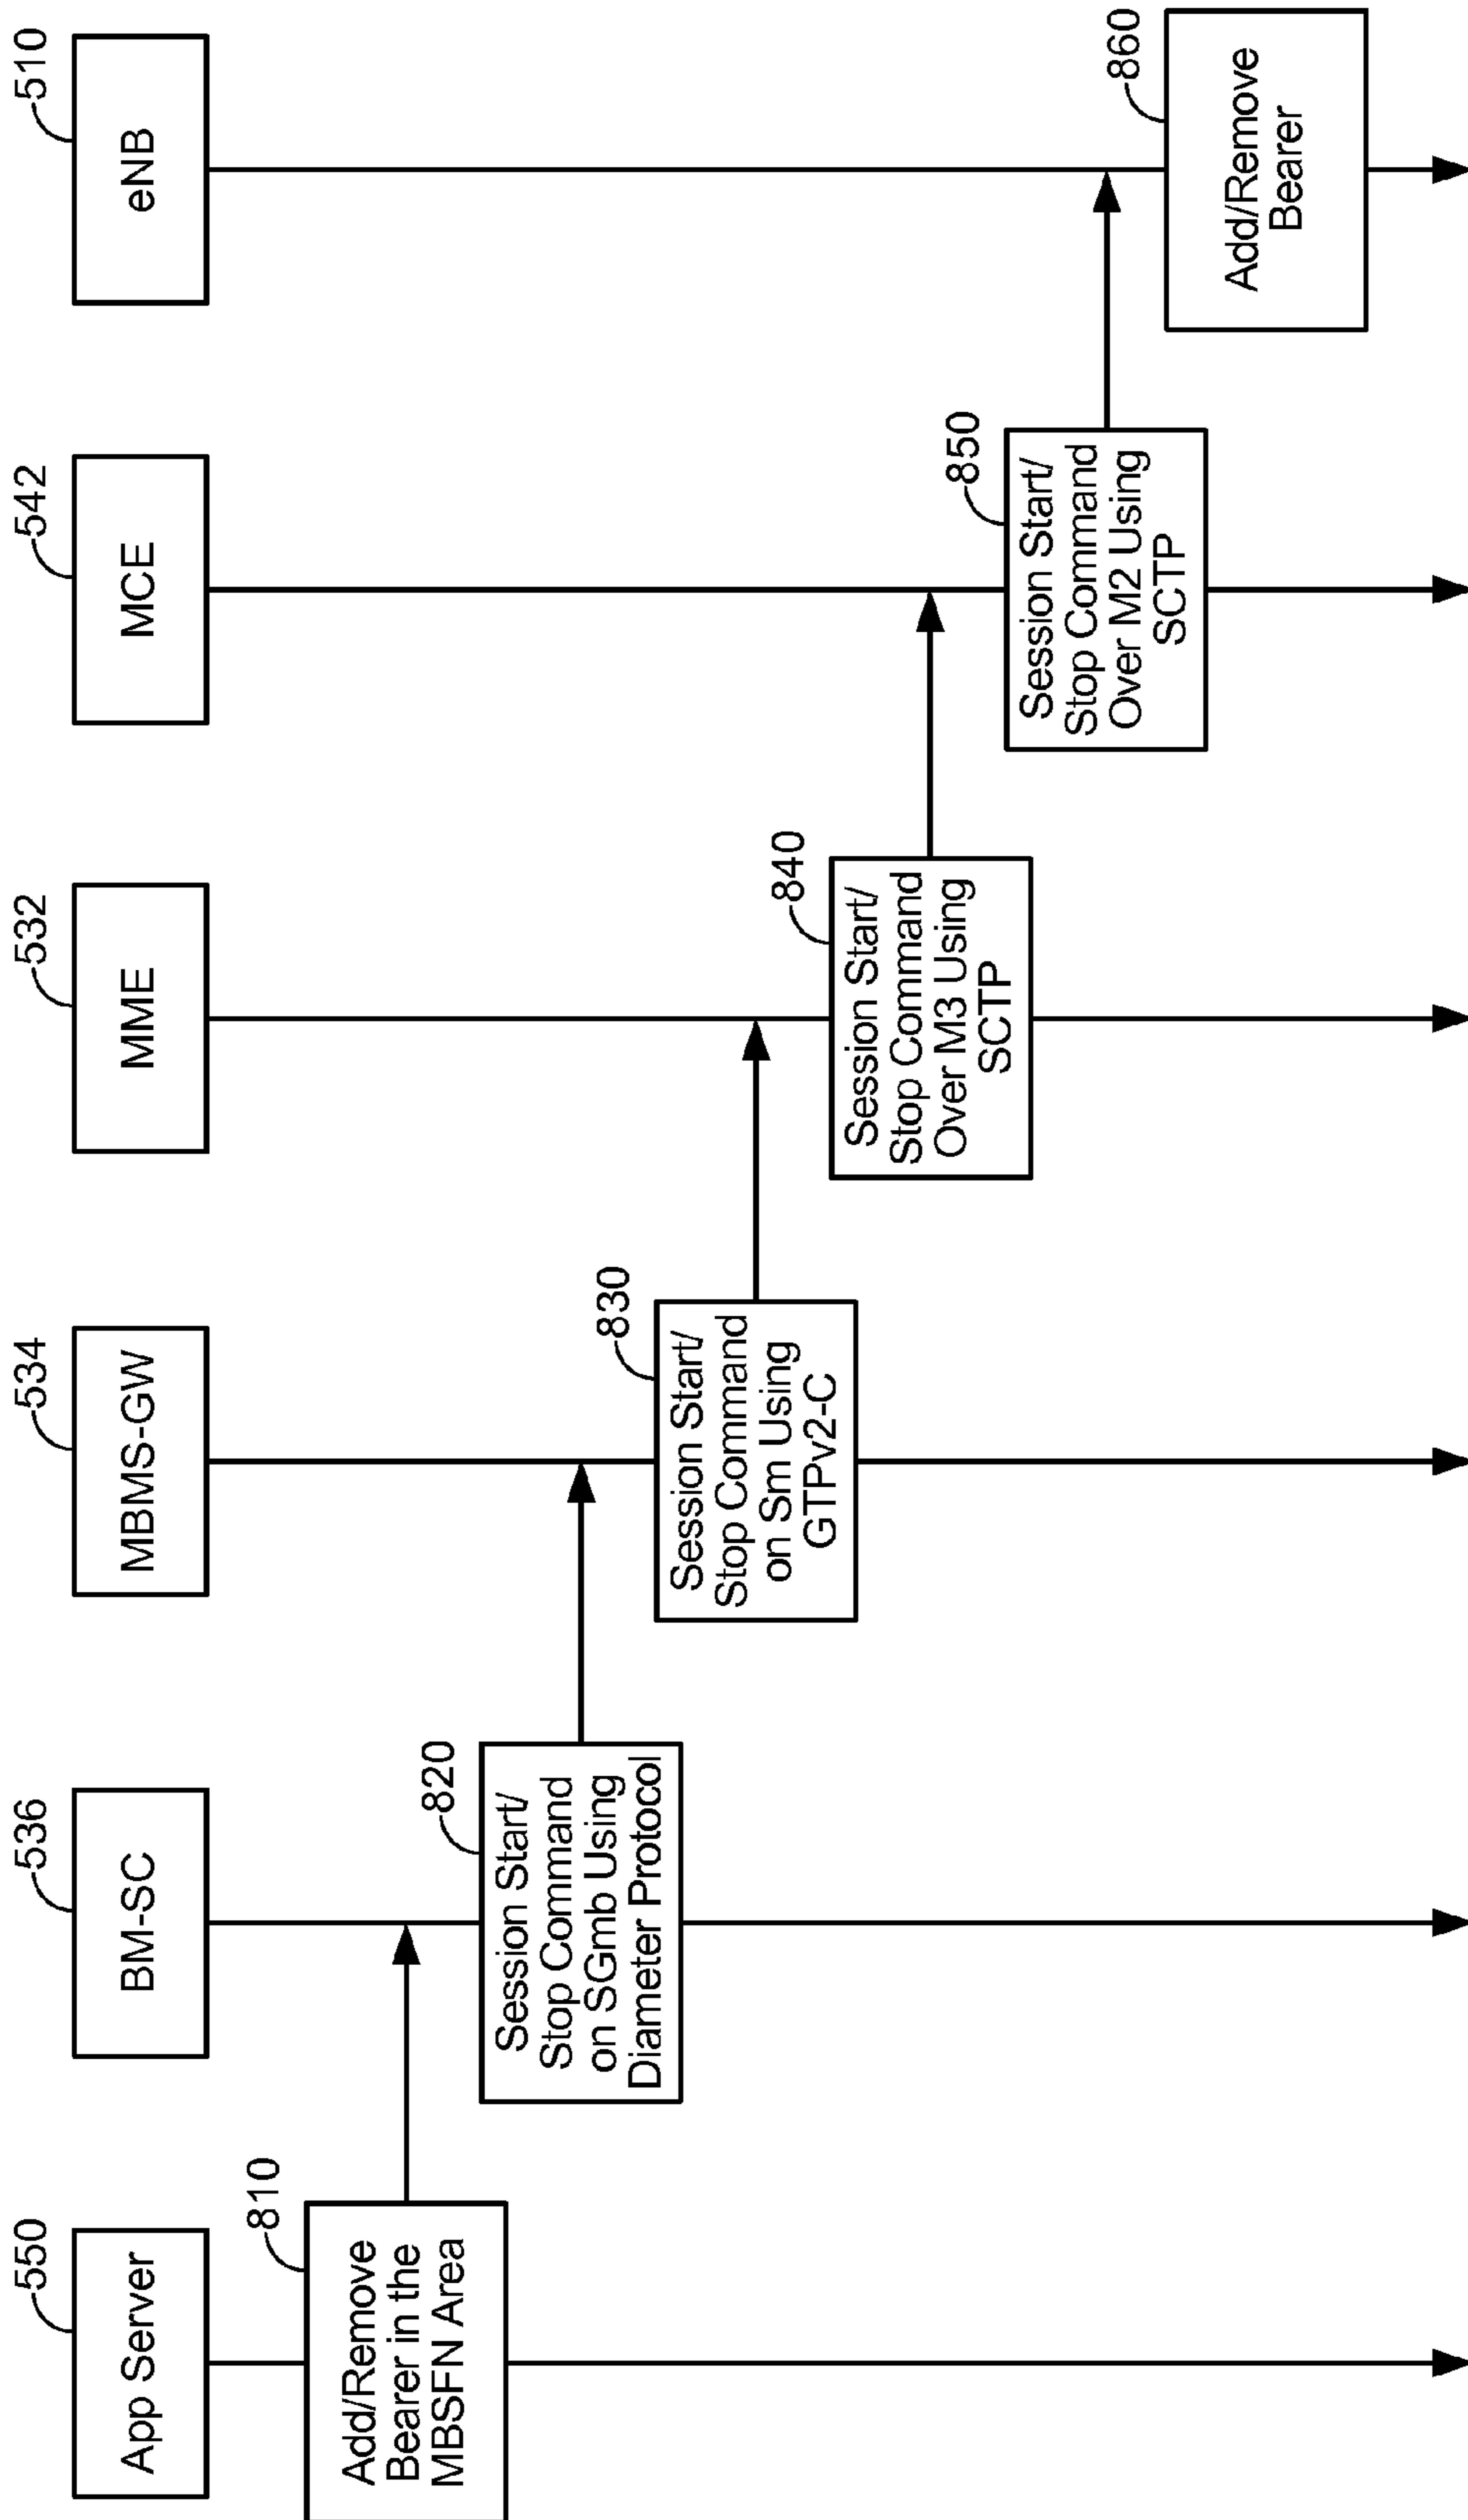 550
App Server
536
BM-SC
534
MBMS-GW
532
MME
542
MCE
510
eNB
810
Add/Remove
Bearer in the
MBSFN Area
820
Session Start/
Stop Command
on SGmb Using
Diameter Protocol
830
Session Start/
Stop Command
on Sm Using
GTPv2-C
840
Session Start/
Stop Command
Over M3 Using
SCTP
850
Session Start/
Stop Command
Over M2 Using
SCTP
860
Add/Remove
Bearer